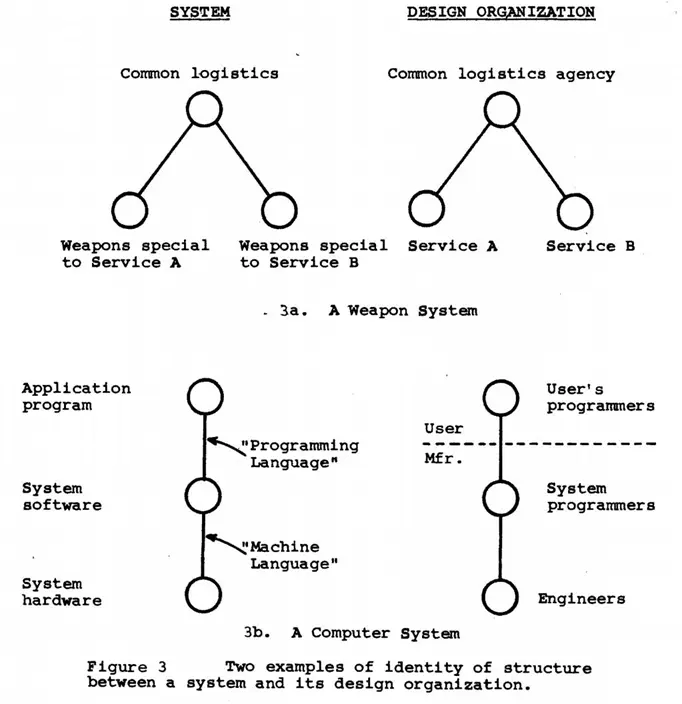 SYSTEM
DESIGN ORGANIZATION
Common logistics
Common logistics agency
Weapons special
to Service A
Weapons special
to Service B
Service A
Service B
3a. A Weapon System
Application
program
"Programming
Language"
System
software
"Machine
Language"
System
hardware
User's
programmers
User
Mfr.
System
programmers
Engineers
3b. A Computer System
Figure 3 Two examples of identity of structure
between a system and its design organization.